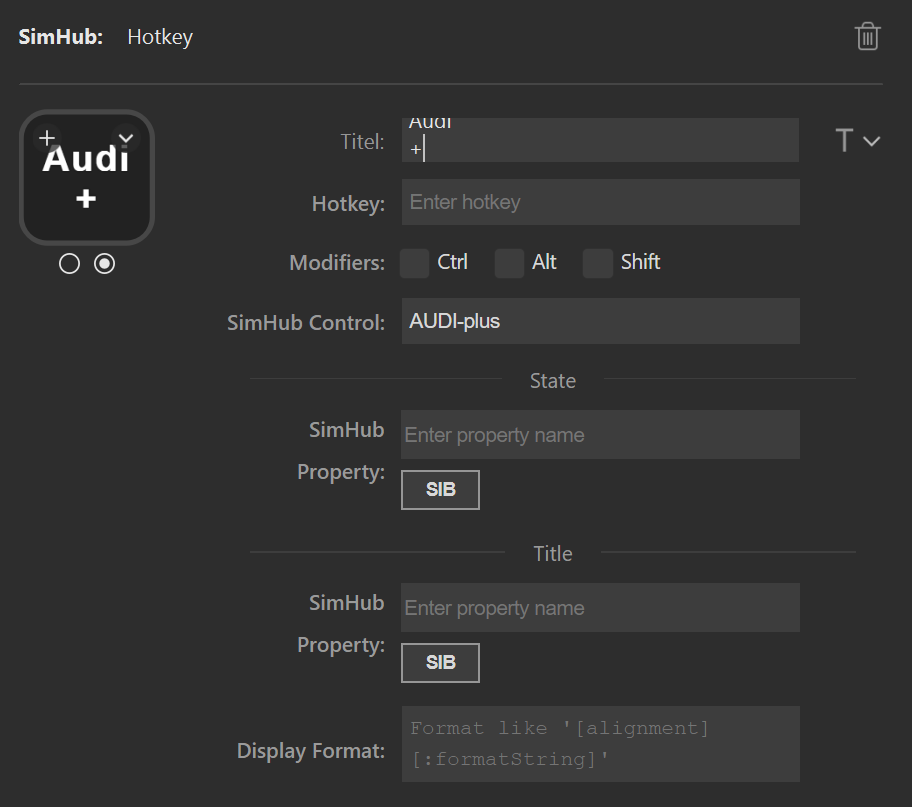 SimHub: Hotkey
Audi
+
Titel:
Audi
+
T
Hotkey:
Enter hotkey
Modifiers:
Ctrl
Alt
Shift
SimHub Control:
AUDI-plus
State
SimHub
Property:
Enter property name
SIB
Title
SimHub
Property:
Enter property name
SIB
Display Format:
Format like '[alignment]
[:formatString]'